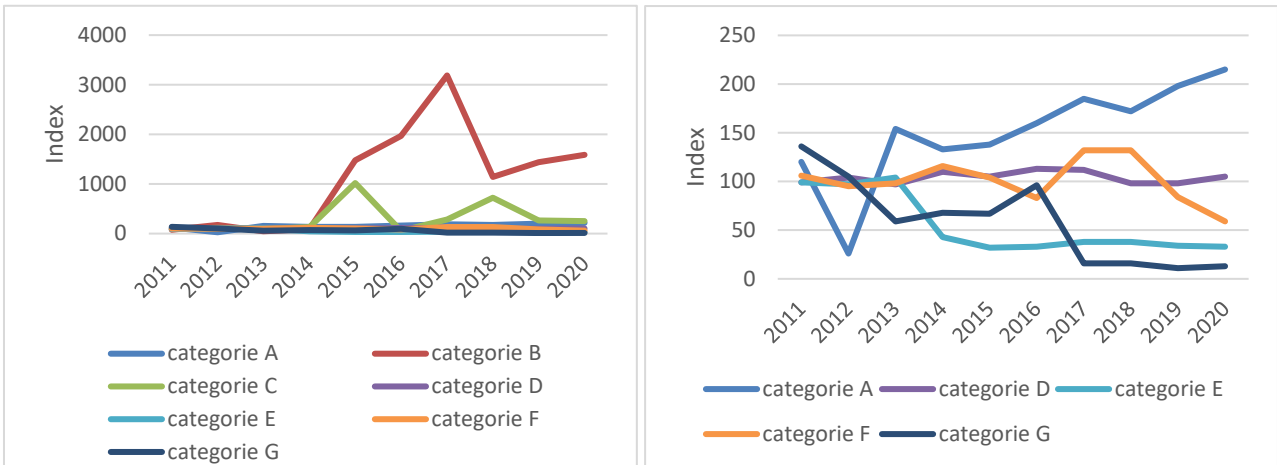 4000
3000
2000
1000
0
Index
2011 2012 2013 2014 2015 2016 2017 2018 2019 2020
categorie A categorie B
categorie C categorie D
categorie E categorie F
categorie G
250
200
150
100
50
0
Index
2011 2012 2013 2014 2015 2016 2017 2018 2019 2020
categorie A categorie D categorie E
categorie F categorie G